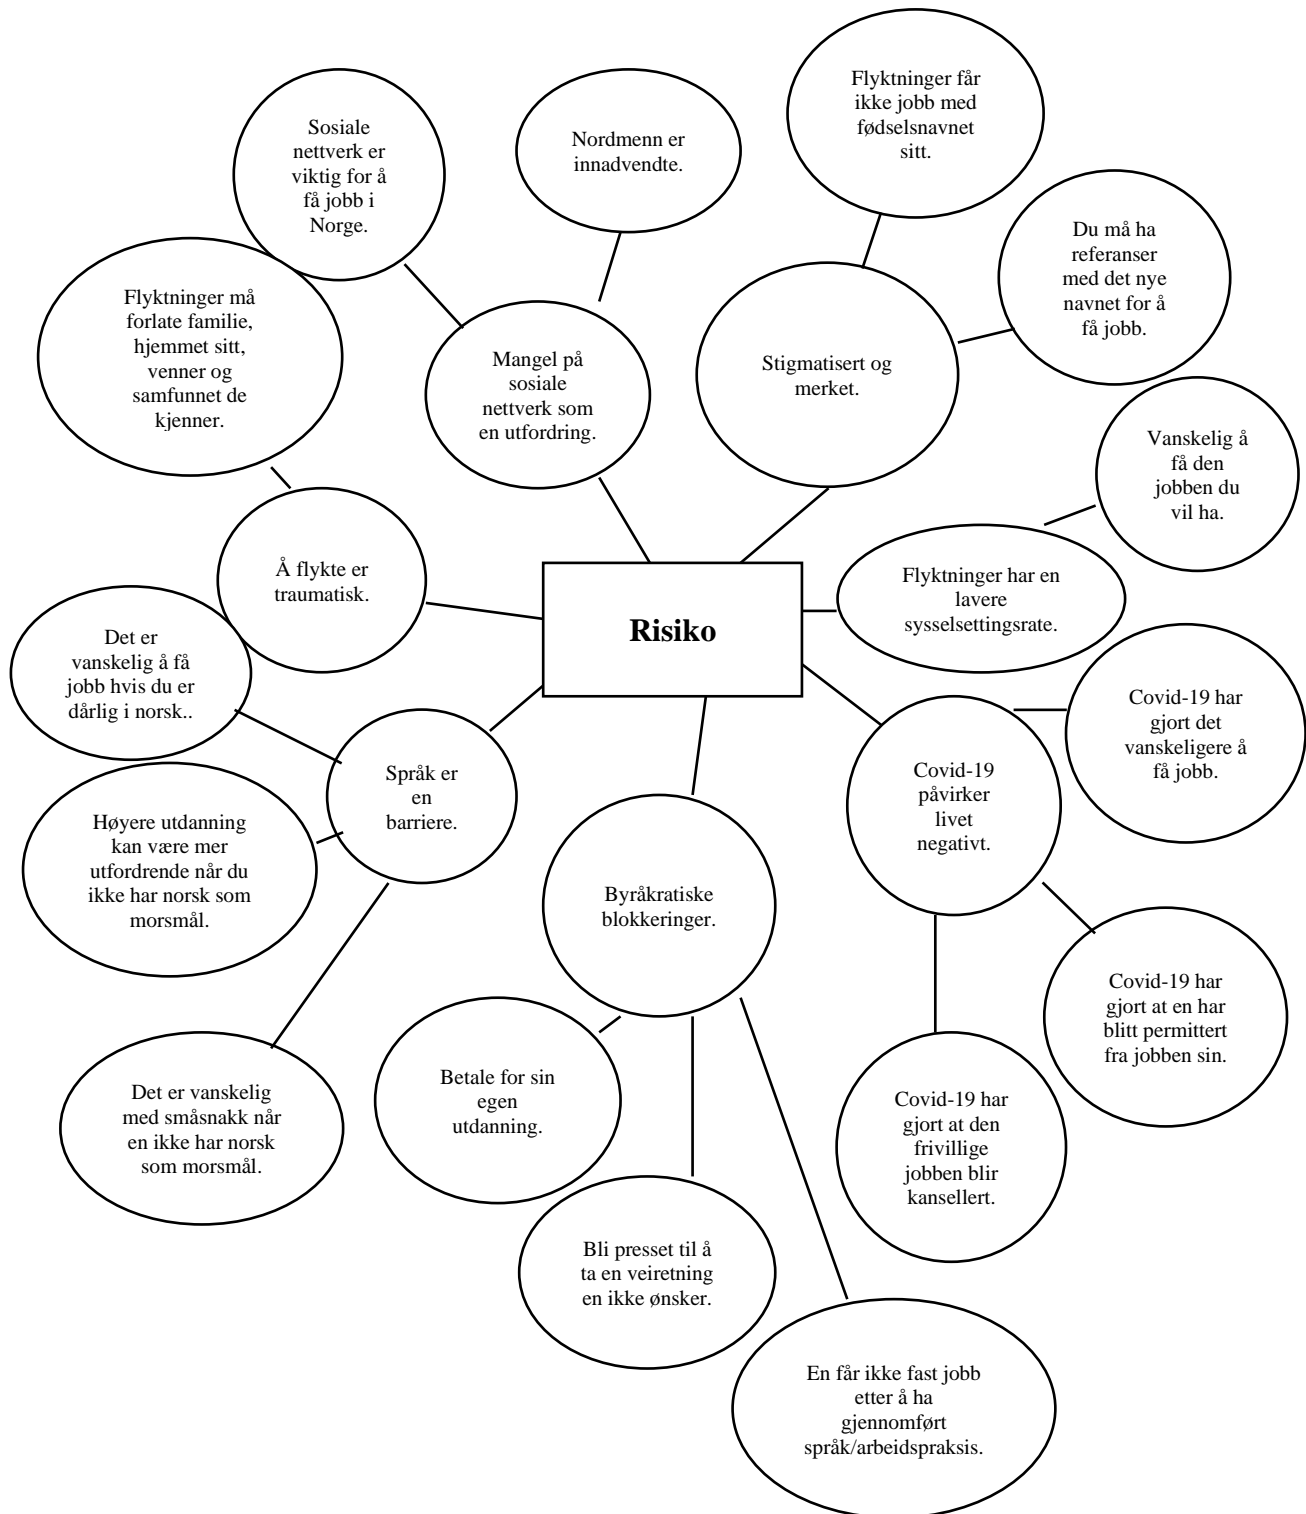 Flyktninger får
ikke jobb med
fødselsnavnet
sitt.
Sosiale
nettverk er
viktig for å
få jobb i
Norge.
Nordmenn er
innadvendte.
Du må ha
referanser
med det nye
navnet for å
få jobb.
Flyktninger må
forlate familie,
hjemmet sitt,
venner og
samfunnet de
kjenner.
Mangel på
sosiale
nettverk som
en utfordring.
Stigmatisert og
merket.
Vanskelig å
få den
jobben du
vil ha.
Å flykte er
traumatisk.
Flyktninger har en
lavere
sysselsettingsrate.
Risiko
Det er
vanskelig å få
jobb hvis du er
dårlig i norsk..
Covid-19 har
gjort det
vanskeligere å
få jobb.
Språk er
en
barriere.
Covid-19
påvirker
livet
negativt.
Høyere utdanning
kan være mer
utfordrende når du
ikke har norsk som
morsmål.
Byråkratiske
blokkeringer.
Covid-19 har
gjort at en har
blitt permittert
fra jobben sin.
Betale for sin
egen
utdanning.
Det er vanskelig
med småsnakk når
en ikke har norsk
som morsmål.
Covid-19 har
gjort at den
frivillige
jobben blir
kansellert.
Bli presset til å
ta en veiretning
en ikke ønsker.
En får ikke fast jobb
etter å ha
gjennomført
språk/arbeidspraksis.